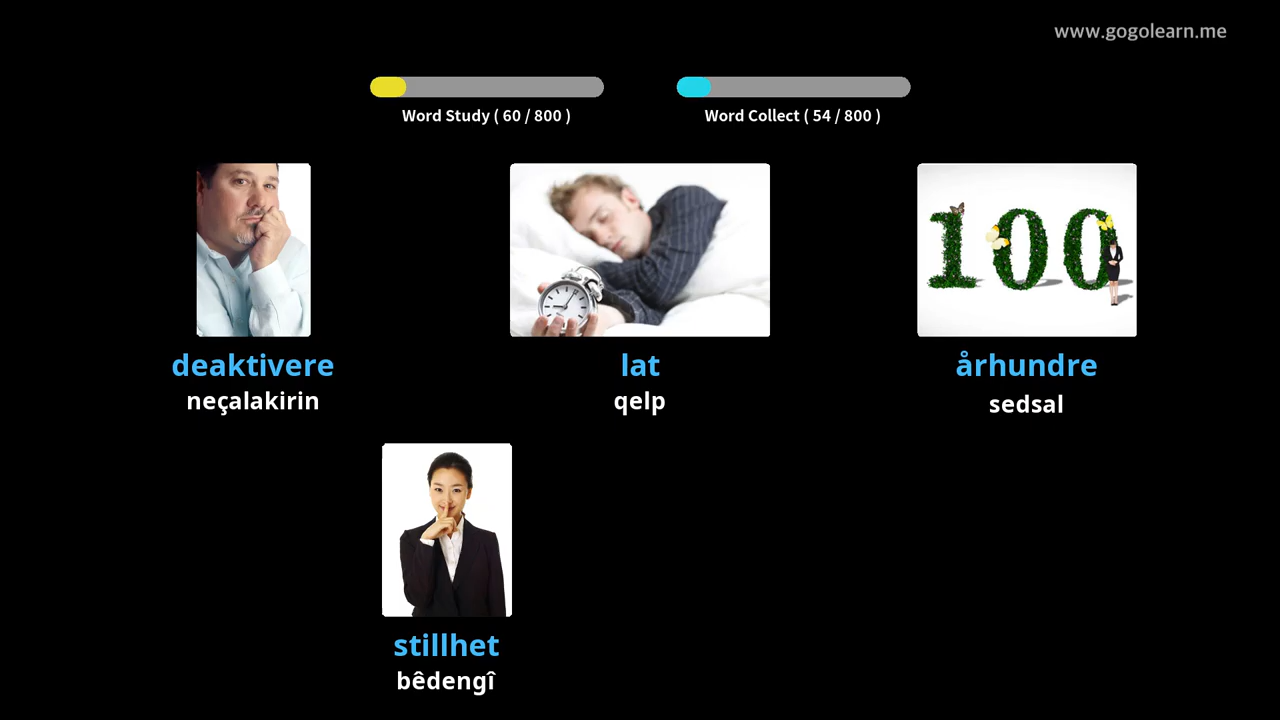 www.gogolearn.me
Word Study ( 60 / 800 )
Word Collect ( 54 / 800 )
100
deaktivere
neçalakirin
lat
qelp
århundre
sedsal
stillhet
bêdengî